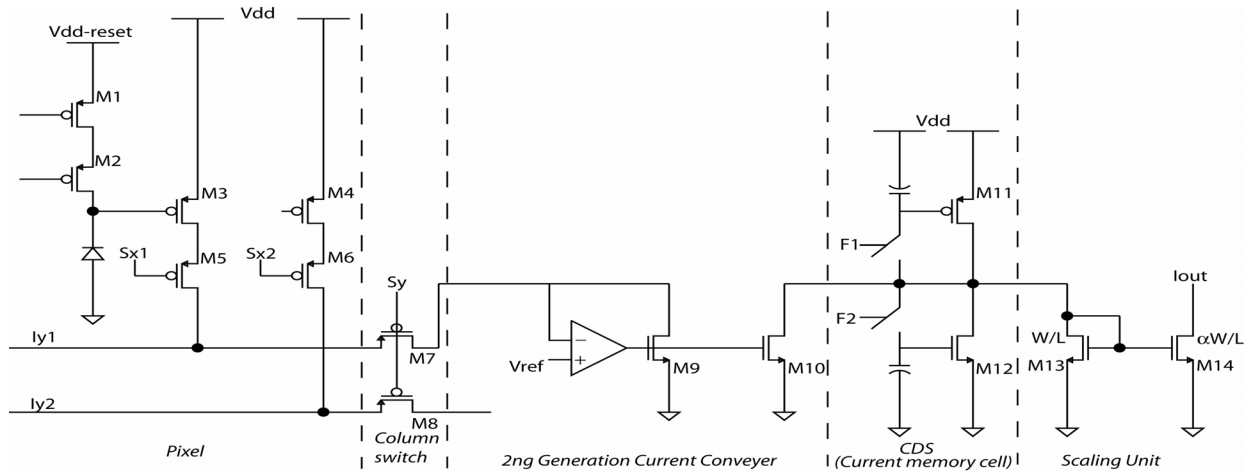 Vdd-reset
Vdd
M1
M2
M3
M4
Sx1
M5
Sx2
M6
Iy1
Iy2
Sy
M7
M8
Vref
−
+
M9
M10
Vdd
M11
F1
F2
M12
W/L
M13
Iout
αW/L
M14
Pixel
Column
switch
2ng Generation Current Conveyer
CDS
(Current memory cell)
Scaling Unit